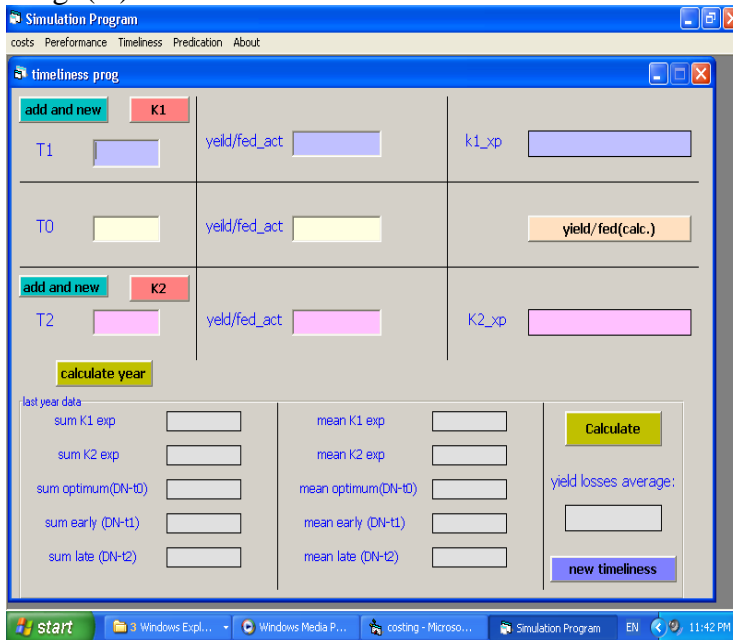 Simulation Program
costs Pereformance Timeliness Predication About
timeliness prog
add and new K1
T1 yeild/fed_act k1_xp
T0 yeild/fed_act yield/fed(calc.)
add and new K2
T2 yeld/fed_act K2_xp
calculate year
last year data
sum K1 exp mean K1 exp Calculate
sum K2 exp mean K2 exp
sum optimum(DN-t0) mean optimum(DN-t0) yield losses average:
sum early (DN-t1) mean early (DN-t1)
sum late (DN-t2) mean late (DN-t2) new timeliness
start 3 Windows Expl... Windows Media P... costing - Microso... Simulation Program EN 11:42 PM